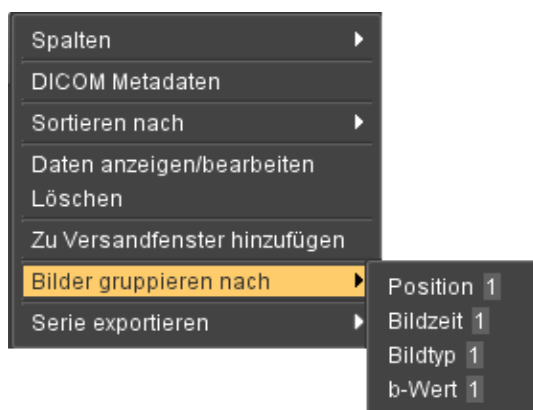 Spalten
DICOM Metadaten
Sortieren nach
Daten anzeigen/bearbeiten
Löschen
Zu Versandfenster hinzufügen
Bilder gruppieren nach
Serie exportieren
Position 1
Bildzeit 1
Bildtyp 1
b-Wert 1